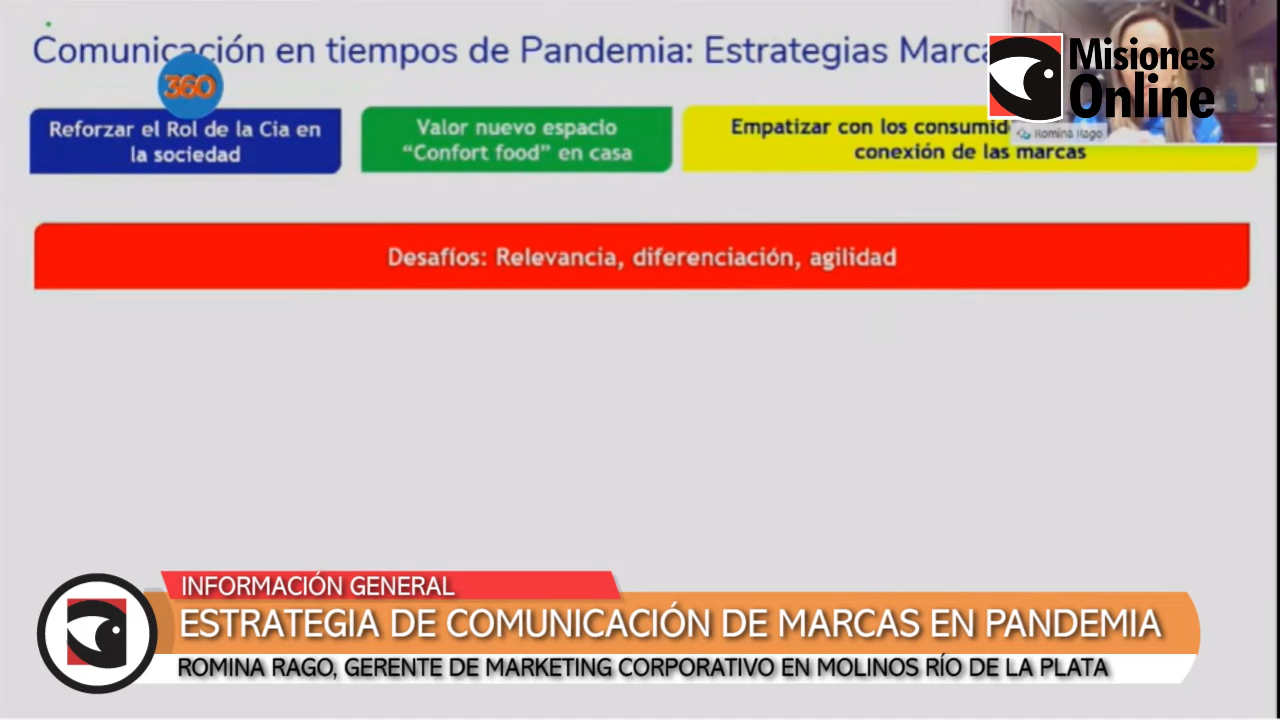 Comunicación en tiempos de Pandemia: Estrategias
Misiones
Online
360
Reforzar el Rol de la Cia en
la sociedad
Valor nuevo espacio
“Confort food” en casa
Empatizar con los
conexión de las marcas
Romina Rago
Desafíos: Relevancia, diferenciación, agilidad
INFORMACIÓN GENERAL
ESTRATEGIA DE COMUNICACIÓN DE MARCAS EN PANDEMIA
ROMINA RAGO, GERENTE DE MARKETING CORPORATIVO EN MOLINOS RÍO DE LA PLATA